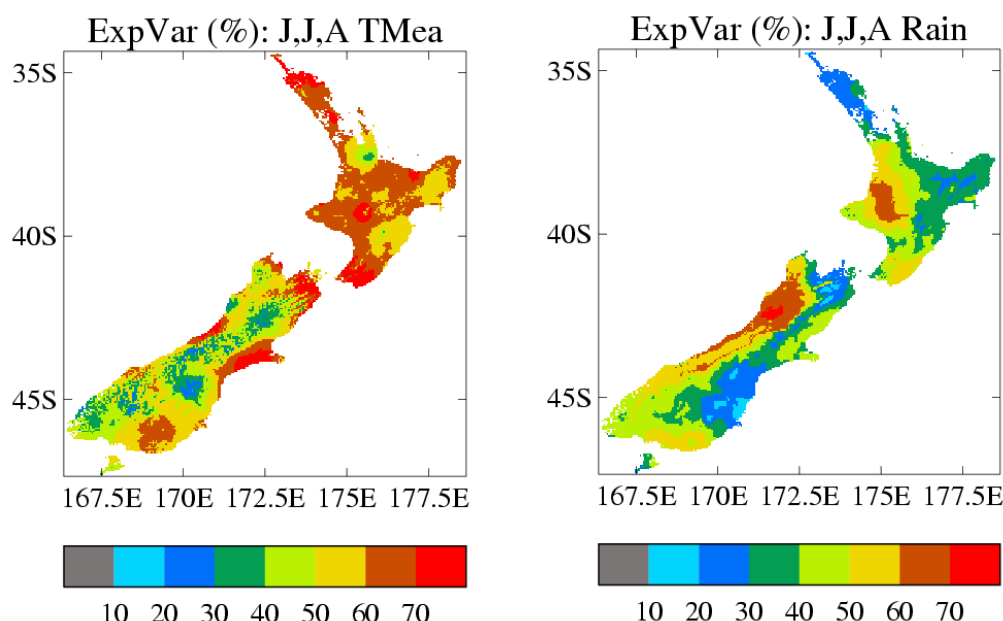 ExpVar (%): J,J,A TMea
35S
40S
45S
167.5E 170E 172.5E 175E 177.5E
10 20 30 40 50 60 70
ExpVar (%): J,J,A Rain
35S
40S
45S
167.5E 170E 172.5E 175E 177.5E
10 20 30 40 50 60 70